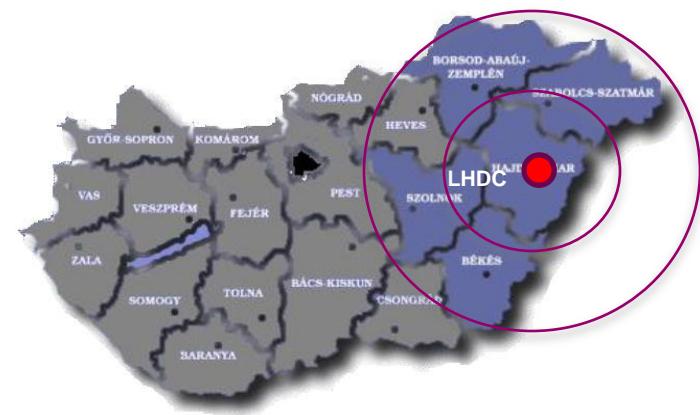 BORSOD-ABAÚJ-
ZEMPLÉN
SZABOLCS-SZATMÁR
NÓGRÁD
HEVES
GYŐR-SOPRON
KOMÁROM
LHDC
VAS
PEST
SZOLNOK
VESZPRÉM
FEJÉR
ZALA
BÉKÉS
BÁCS-KISKUN
TOLNA
SOMOGY
CSONGRÁD
BARANYA